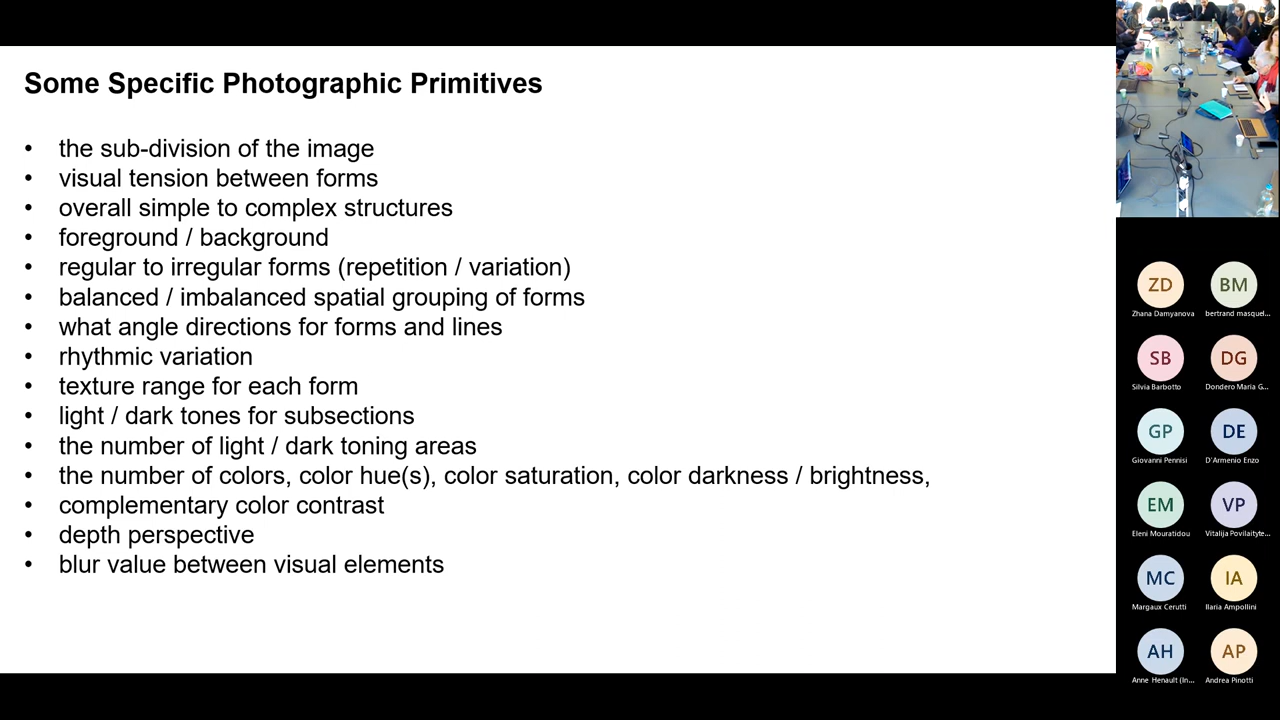 Some Specific Photographic Primitives
• the sub-division of the image
• visual tension between forms
• overall simple to complex structures
• foreground / background
• regular to irregular forms (repetition / variation)
• balanced / imbalanced spatial grouping of forms
• what angle directions for forms and lines
• rhythmic variation
• texture range for each form
• light / dark tones for subsections
• the number of light / dark toning areas
• the number of colors, color hue(s), color saturation, color darkness / brightness,
• complementary color contrast
• depth perspective
• blur value between visual elements
ZD
Zhana Damyanova
BM
bertrand masquel...
SB
Silvia Barbotto
DG
Dondero Maria G...
GP
Giovanni Pennisi
DE
D'Armenio Enzo
EM
Eleni Mouratidou
VP
Vitalija Povilaityte...
MC
Margaux Cerutti
IA
Ilaria Ampollini
AH
Anne Henault (In...
AP
Andrea Pinotti